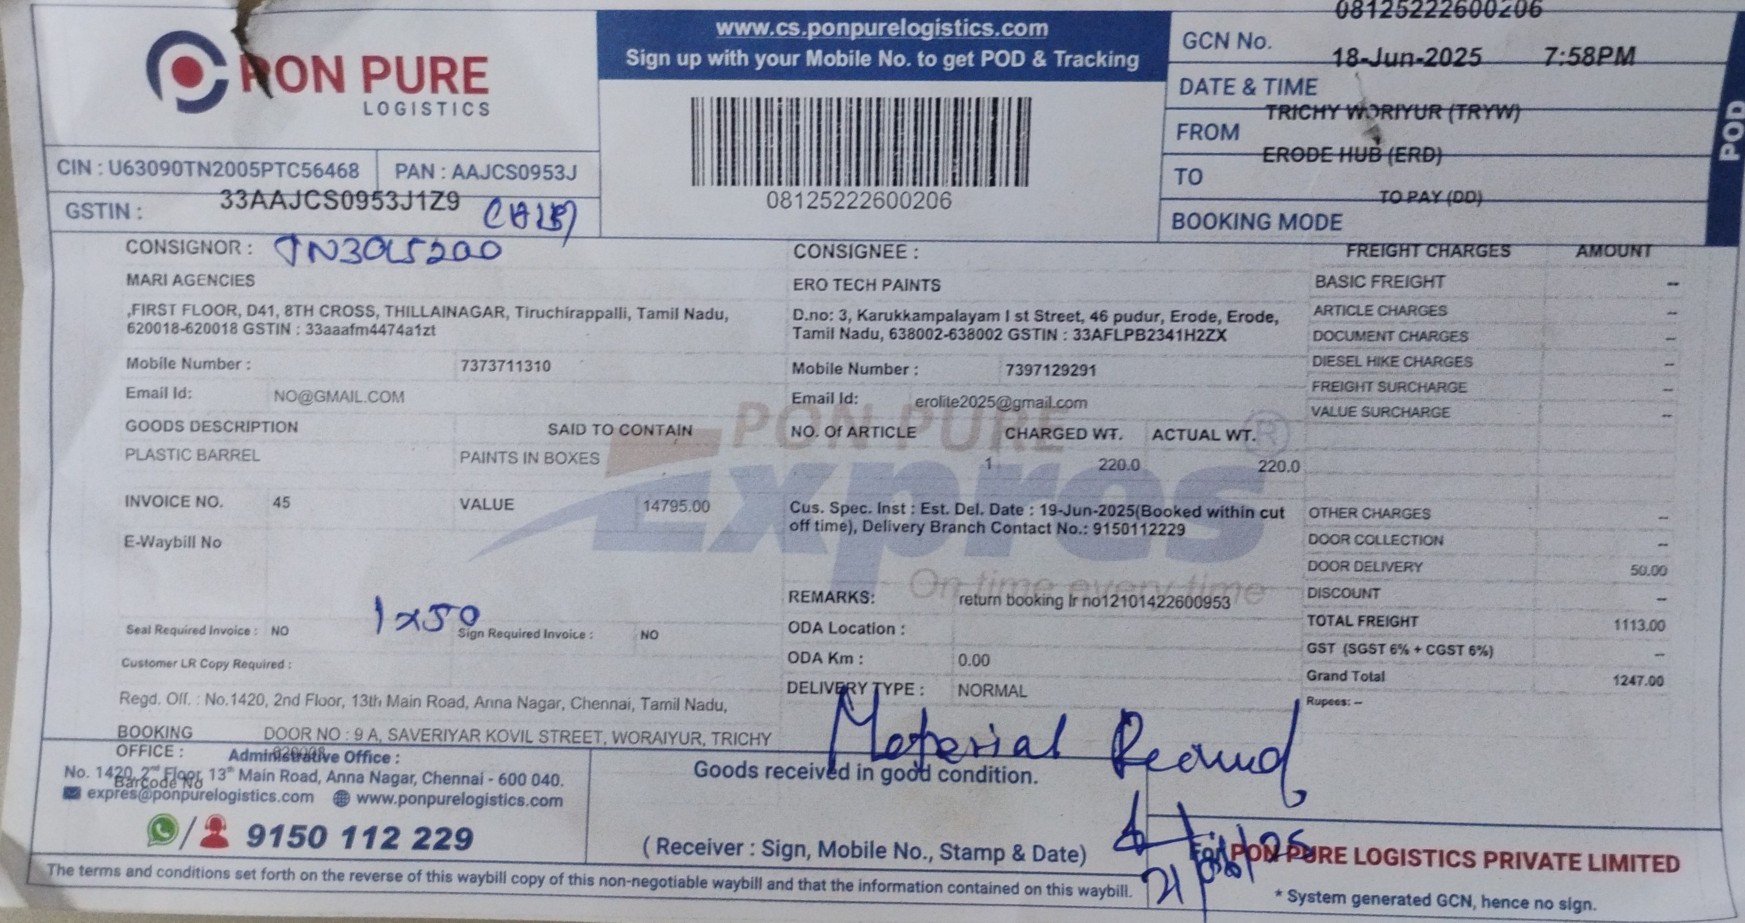 PON PURE
LOGISTICS
CIN : U63090TN2005PTC56468 PAN : AAJCS0953J
GSTIN : 33AAJCS0953J1Z9
www.cs.ponpurelogistics.com
Sign up with your Mobile No. to get POD & Tracking
08125222600206
GCN No. 08125222600206
DATE & TIME 18-Jun-2025 7:58PM
FROM TRICHY WORIYUR (TRYW)
TO ERODE HUB (ERD)
BOOKING MODE TO PAY (DD)
POD
CONSIGNOR :
MARI AGENCIES
,FIRST FLOOR, D41, 8TH CROSS, THILLAINAGAR, Tiruchirappalli, Tamil Nadu,
620018-620018 GSTIN : 33aaafm4474a1zt
Mobile Number : 7373711310
Email Id: NO@GMAIL.COM
GOODS DESCRIPTION SAID TO CONTAIN
PLASTIC BARREL PAINTS IN BOXES
INVOICE NO. 45 VALUE 14795.00
E-Waybill No
1x50
Seal Required Invoice : NO Sign Required Invoice : NO
Customer LR Copy Required :
Regd. Off. : No.1420, 2nd Floor, 13th Main Road, Anna Nagar, Chennai, Tamil Nadu,
BOOKING OFFICE : DOOR NO : 9 A, SAVERIYAR KOVIL STREET, WORAIYUR, TRICHY
CONSIGNEE :
ERO TECH PAINTS
D.no: 3, Karukkampalayam I st Street, 46 pudur, Erode, Erode,
Tamil Nadu, 638002-638002 GSTIN : 33AFLPB2341H2ZX
Mobile Number : 7397129291
Email Id: erolite2025@gmail.com
PON PURE
Expres
On time every time
NO. Of ARTICLE CHARGED WT. ACTUAL WT.
1 220.0 220.0
Cus. Spec. Inst : Est. Del. Date : 19-Jun-2025(Booked within cut
off time), Delivery Branch Contact No.: 9150112229
REMARKS: return booking lr no12101422600953
ODA Location :
ODA Km : 0.00
DELIVERY TYPE : NORMAL
FREIGHT CHARGES AMOUNT
BASIC FREIGHT --
ARTICLE CHARGES --
DOCUMENT CHARGES --
DIESEL HIKE CHARGES --
FREIGHT SURCHARGE --
VALUE SURCHARGE --
OTHER CHARGES --
DOOR COLLECTION --
DOOR DELIVERY 50.00
DISCOUNT --
TOTAL FREIGHT 1113.00
GST (SGST 6% + CGST 6%) --
Grand Total 1247.00
Rupees: --
Administrative Office :
No. 1420, 2nd Floor, 13th Main Road, Anna Nagar, Chennai - 600 040.
Barcode No
expres@ponpurelogistics.com www.ponpurelogistics.com
9150 112 229
Material
Goods received in good condition.
( Receiver : Sign, Mobile No., Stamp & Date)
For PON PURE LOGISTICS PRIVATE LIMITED
* System generated GCN, hence no sign.
The terms and conditions set forth on the reverse of this waybill copy of this non-negotiable waybill and that the information contained on this waybill.